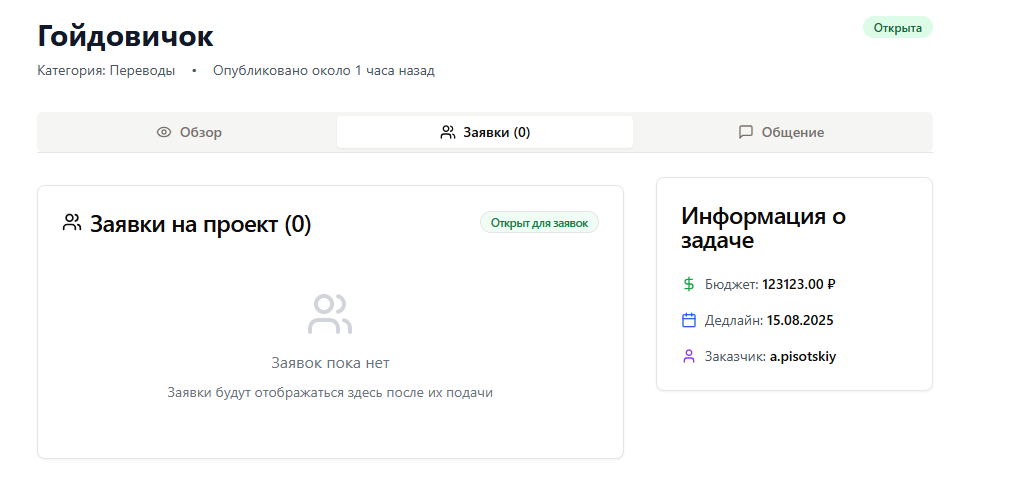 Гойдовичок
Открыта
Категория: Переводы • Опубликовано около 1 часа назад
Обзор
Заявки (0)
Общение
Заявки на проект (0)
Открыт для заявок
Заявок пока нет
Заявки будут отображаться здесь после их подачи
Информация о
задаче
Бюджет: 123123.00 ₽
Дедлайн: 15.08.2025
Заказчик: a.pisotskiy